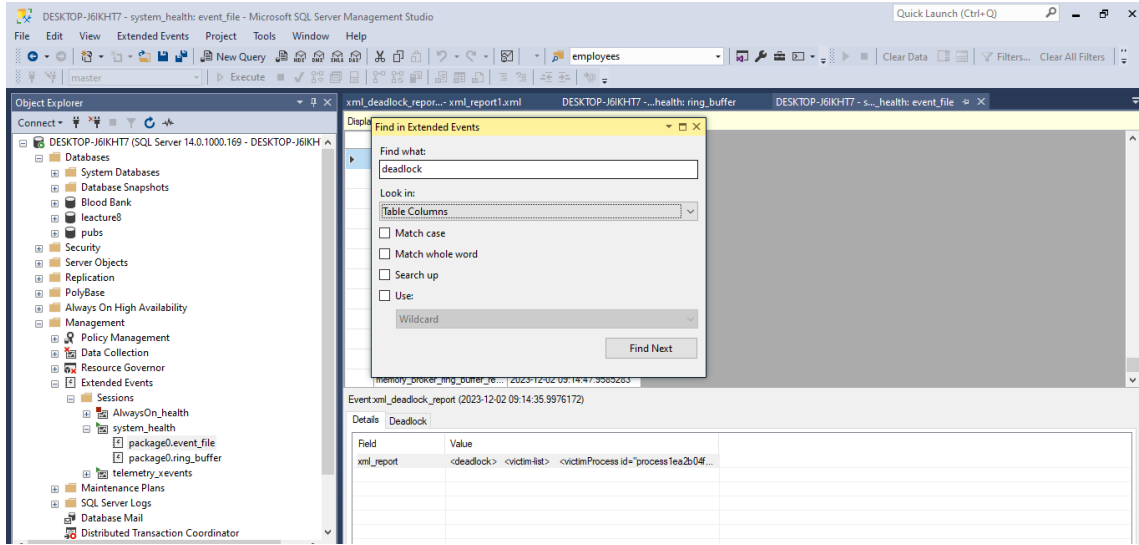 DESKTOP-J6IKHT7 - system_health: event_file - Microsoft SQL Server Management Studio
Quick Launch (Ctrl+Q)
File Edit View Extended Events Project Tools Window Help
New Query
employees
Clear Data
Filters...
Clear All Filters
master
Execute
Object Explorer
Connect
DESKTOP-J6IKHT7 (SQL Server 14.0.1000.169 - DESKTOP-J6IKH
Databases
System Databases
Database Snapshots
Blood Bank
leacture8
pubs
Security
Server Objects
Replication
PolyBase
Always On High Availability
Management
Policy Management
Data Collection
Resource Governor
Extended Events
Sessions
AlwaysOn_health
system_health
package0.event_file
package0.ring_buffer
telemetry_xevents
Maintenance Plans
SQL Server Logs
Database Mail
Distributed Transaction Coordinator
xml_deadlock_repor...- xml_report1.xml
DESKTOP-J6IKHT7 -...health: ring_buffer
DESKTOP-J6IKHT7 - s..._health: event_file
Displa
Find in Extended Events
Find what:
deadlock
Look in:
Table Columns
Match case
Match whole word
Search up
Use:
Wildcard
Find Next
memory_broker_ring_buffer_re... 2023-12-02 09:14:47.9585283
Event:xml_deadlock_report (2023-12-02 09:14:35.9976172)
Details Deadlock
Field Value
xml_report <deadlock> <victim-list> <victimProcess id="process1ea2b04f...